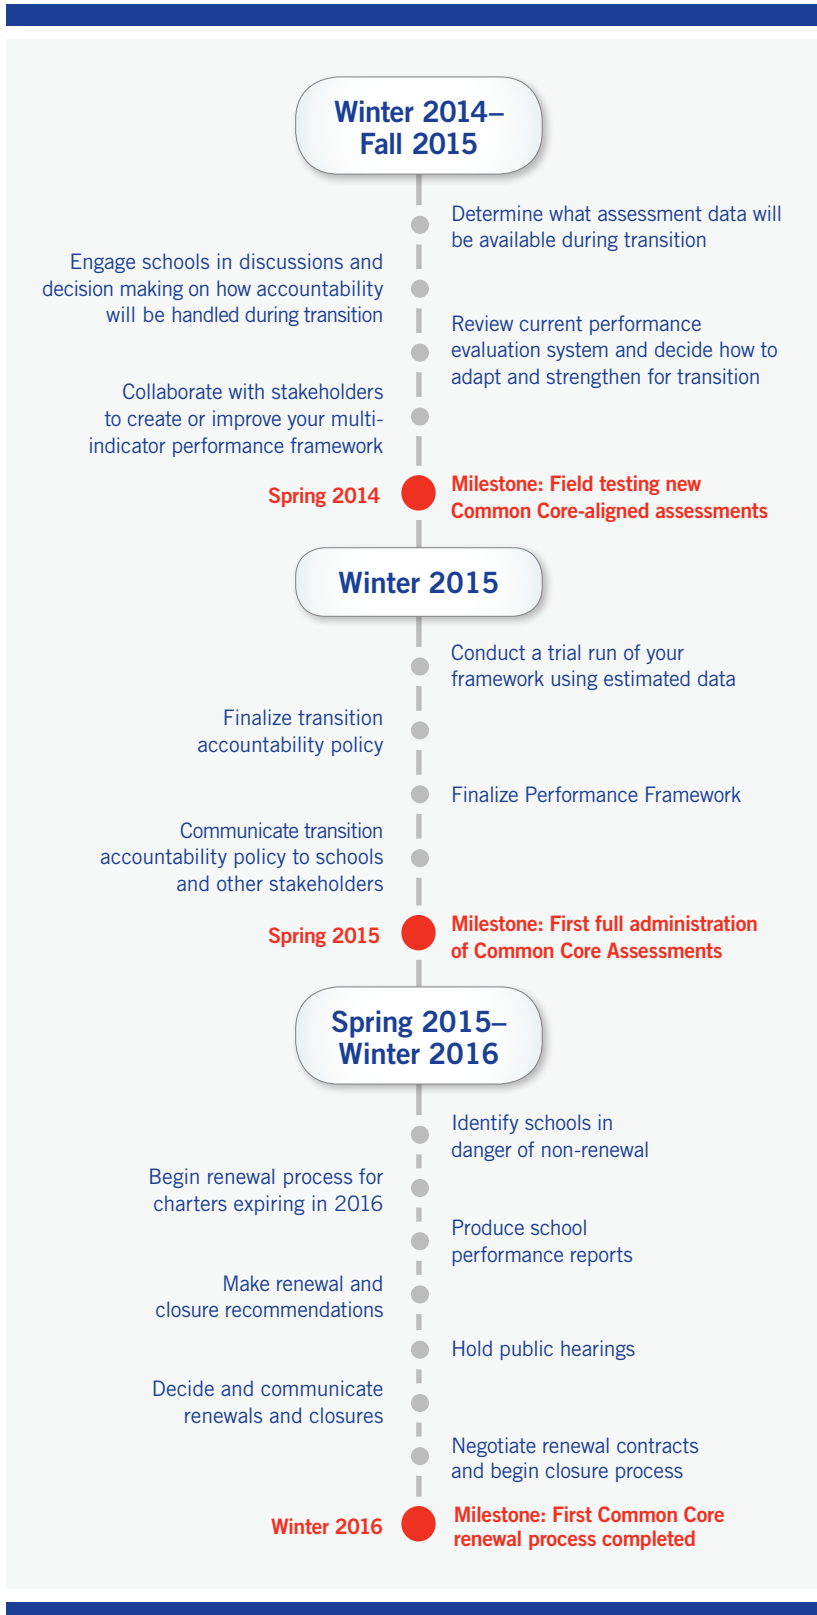 Winter 2014–
Fall 2015
Determine what assessment data will
be available during transition
Engage schools in discussions and
decision making on how accountability
will be handled during transition
Review current performance
evaluation system and decide how to
adapt and strengthen for transition
Collaborate with stakeholders
to create or improve your multi-
indicator performance framework
Spring 2014
Milestone: Field testing new
Common Core-aligned assessments
Winter 2015
Conduct a trial run of your
framework using estimated data
Finalize transition
accountability policy
Finalize Performance Framework
Communicate transition
accountability policy to schools
and other stakeholders
Spring 2015
Milestone: First full administration
of Common Core Assessments
Spring 2015–
Winter 2016
Identify schools in
danger of non-renewal
Begin renewal process for
charters expiring in 2016
Produce school
performance reports
Make renewal and
closure recommendations
Hold public hearings
Decide and communicate
renewals and closures
Negotiate renewal contracts
and begin closure process
Winter 2016
Milestone: First Common Core
renewal process completed